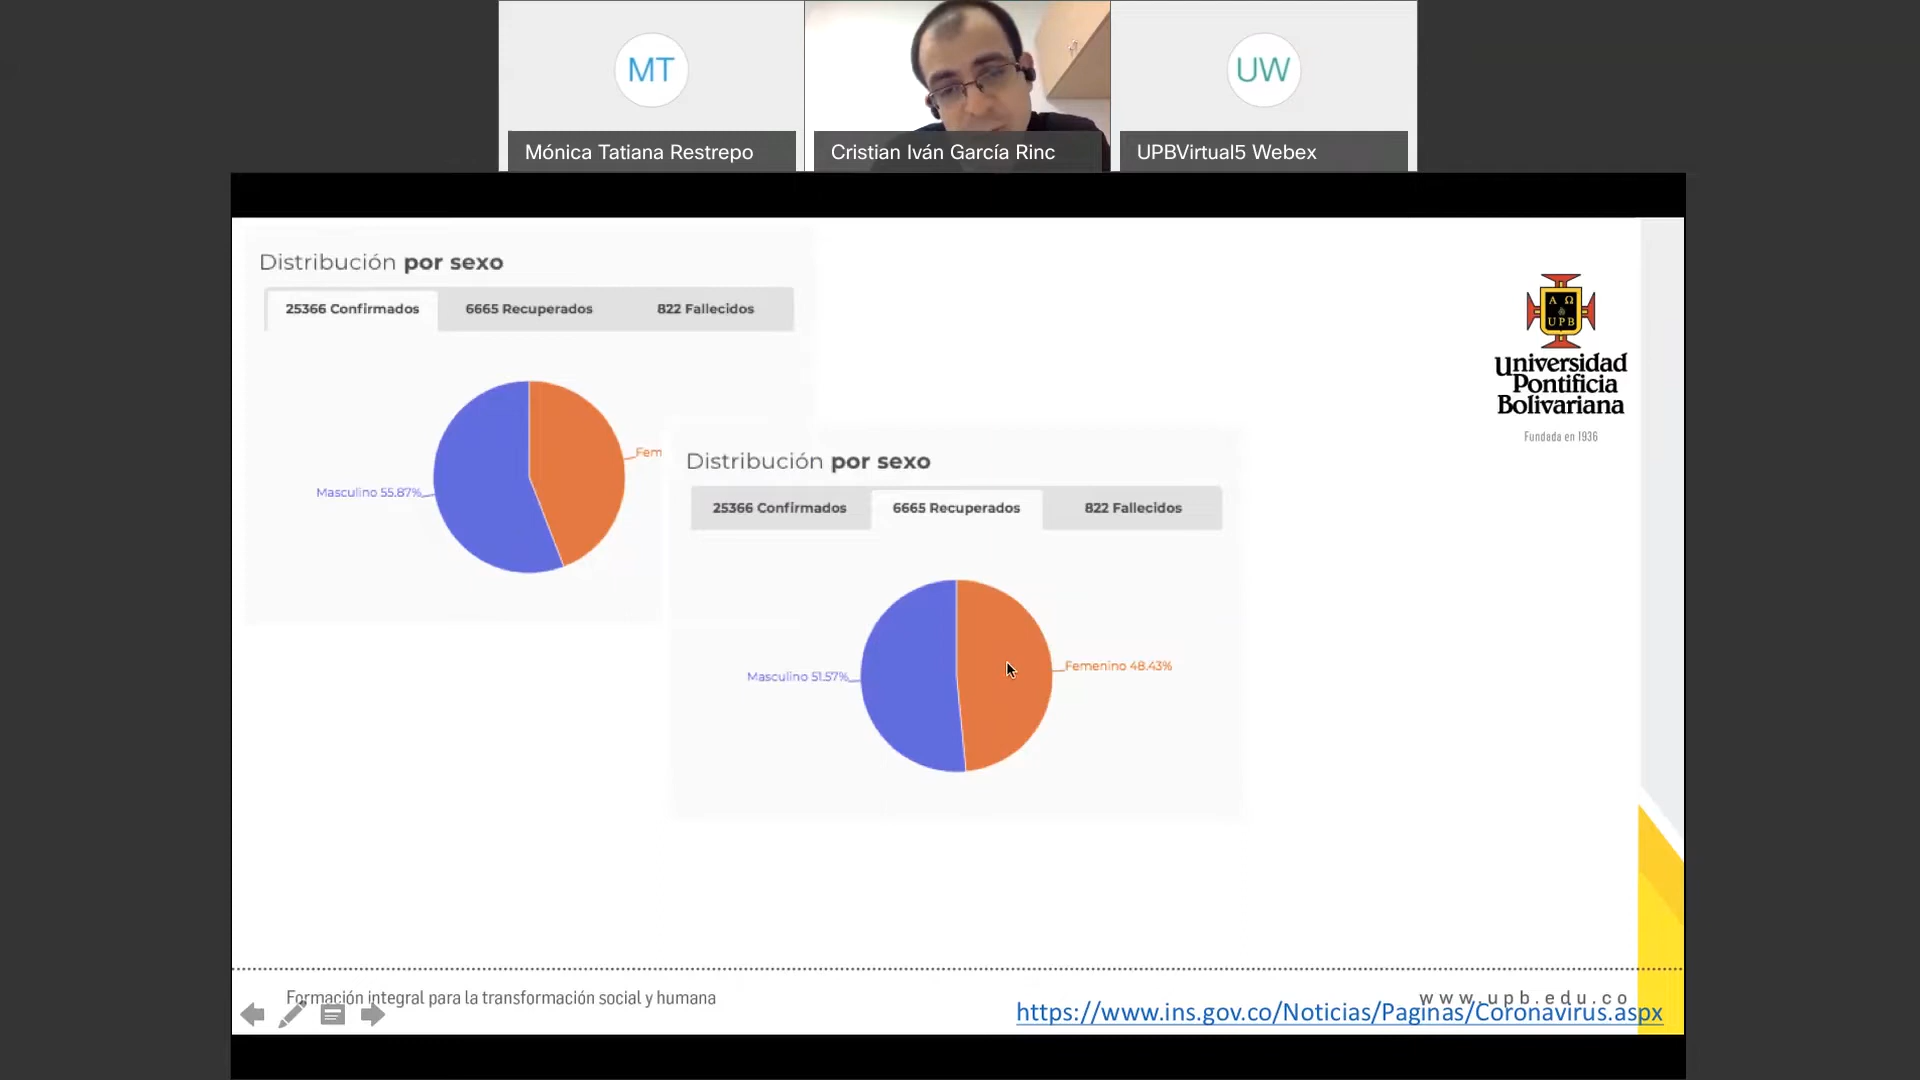 MT
UW
Mónica Tatiana Restrepo
Cristian Iván García Rinc
UPBVirtual5 Webex
Distribución por sexo
25366 Confirmados
6665 Recuperados
822 Fallecidos
Masculino 55.87%
Fem
Distribución por sexo
25366 Confirmados
6665 Recuperados
822 Fallecidos
Masculino 51.57%
Femenino 48.43%
Α Ω
UPB
Universidad
Pontificia
Bolivariana
Fundada en 1936
Formación integral para la transformación social y humana
www.upb.edu.co
https://www.ins.gov.co/Noticias/Paginas/Coronavirus.aspx